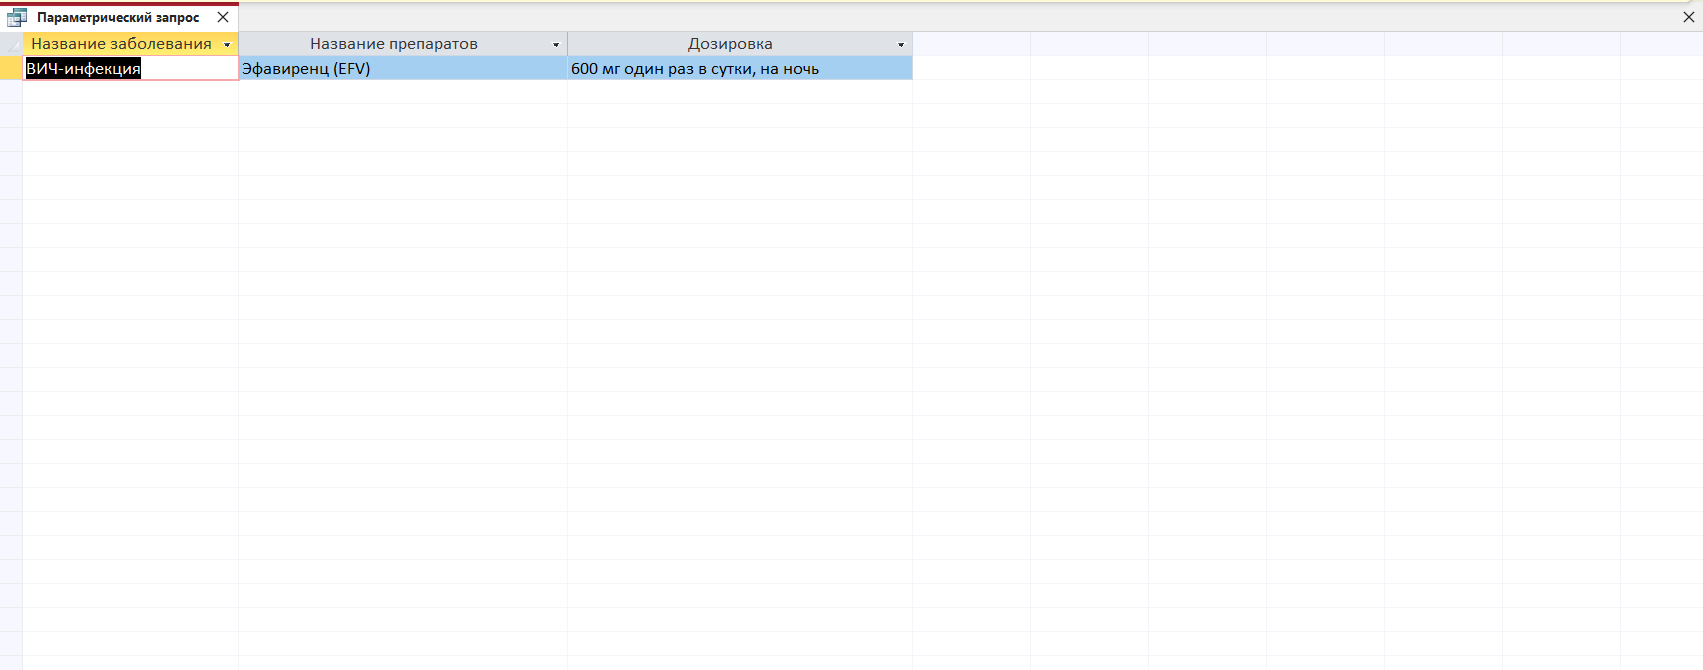 Параметрический запрос
Название заболевания Название препаратов Дозировка
ВИЧ-инфекция Эфавиренц (EFV) 600 мг один раз в сутки, на ночь